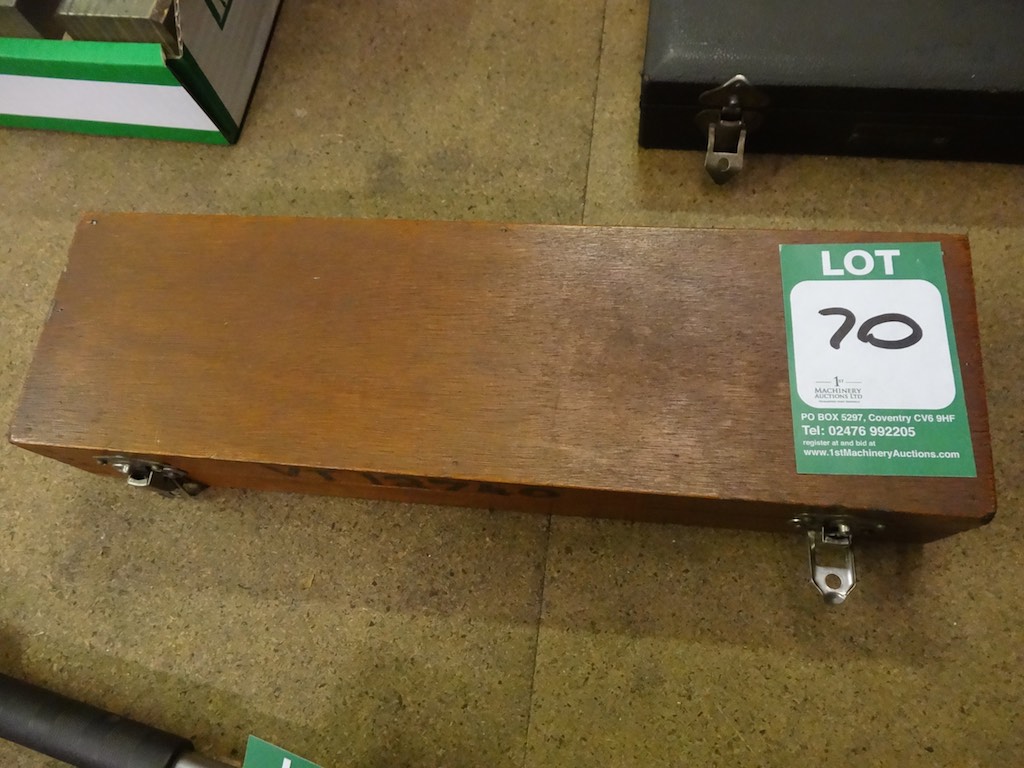 LOT
70
1st
MACHINERY
AUCTIONS LTD
PO BOX 5297, Coventry CV6 9HF
Tel: 02476 992205
register at and bid at
www.1stMachineryAuctions.com
L